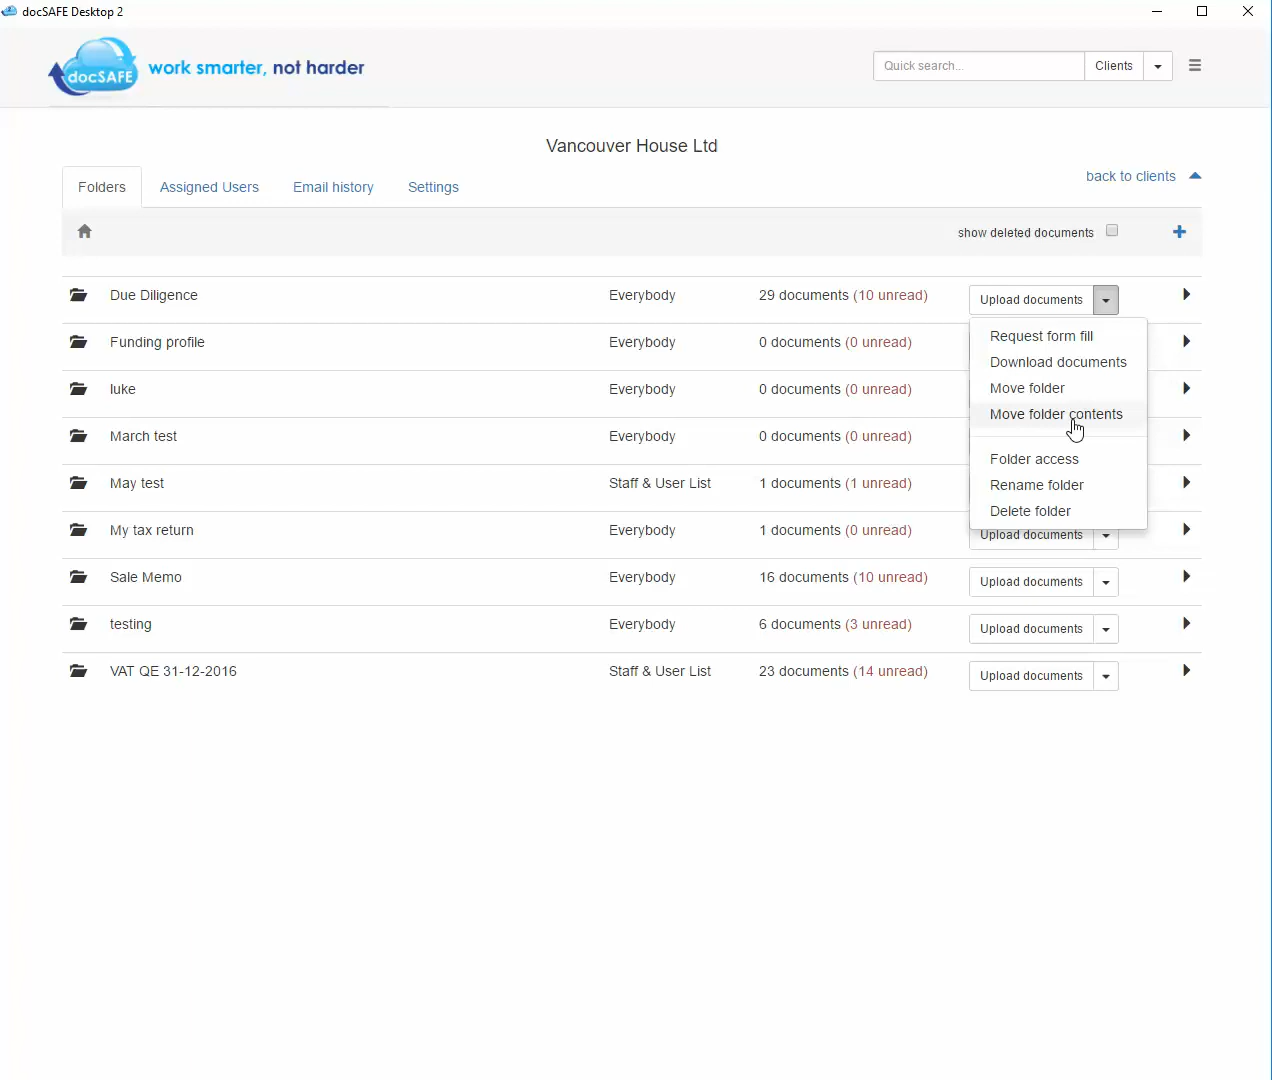 docSAFE Desktop 2
docSAFE work smarter, not harder
Quick search... Clients
Vancouver House Ltd
Folders Assigned Users Email history Settings back to clients
show deleted documents
Due Diligence Everybody 29 documents (10 unread) Upload documents
Funding profile Everybody 0 documents (0 unread)
luke Everybody 0 documents (0 unread)
March test Everybody 0 documents (0 unread)
May test Staff & User List 1 documents (1 unread)
My tax return Everybody 1 documents (0 unread) Upload documents
Sale Memo Everybody 16 documents (10 unread) Upload documents
testing Everybody 6 documents (3 unread) Upload documents
VAT QE 31-12-2016 Staff & User List 23 documents (14 unread) Upload documents
Request form fill
Download documents
Move folder
Move folder contents
Folder access
Rename folder
Delete folder